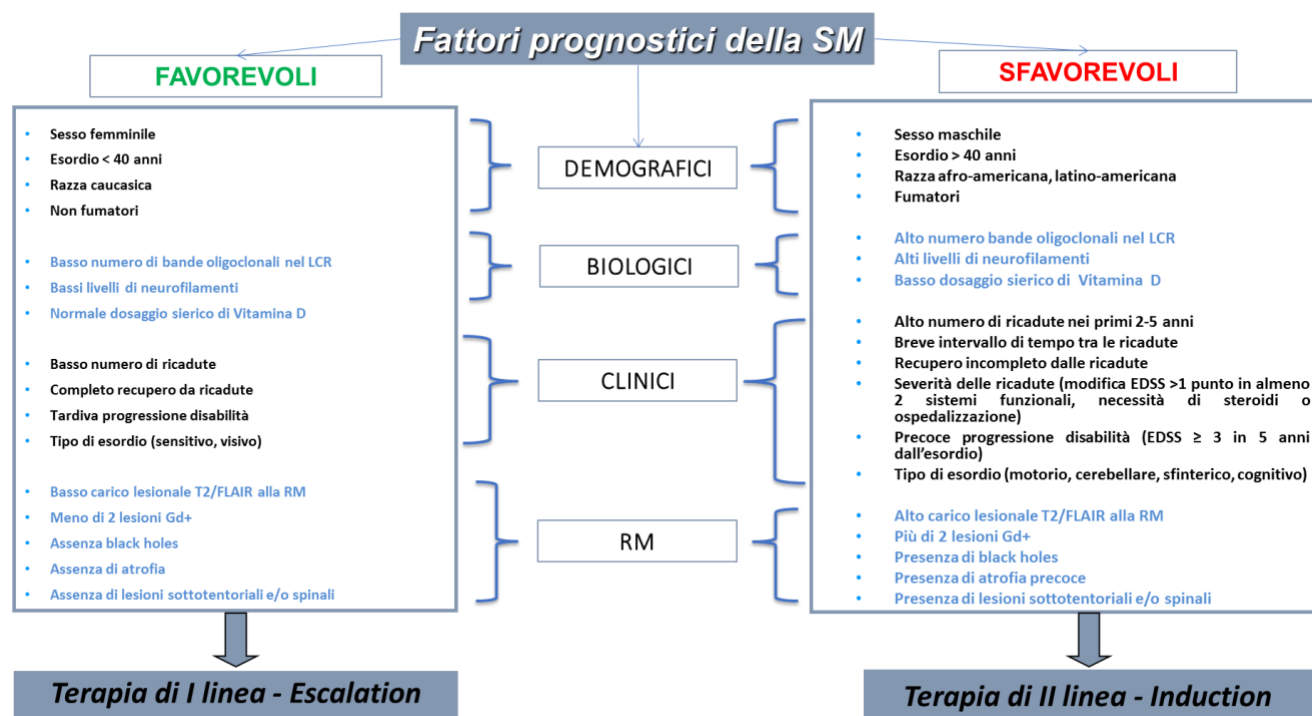 Fattori prognostici della SM
FAVOREVOLI
Sesso femminile
Esordio < 40 anni
Razza caucasica
Non fumatori
Basso numero di bande oligoclonali nel LCR
Bassi livelli di neurofilamenti
Normale dosaggio sierico di Vitamina D
Basso numero di ricadute
Completo recupero da ricadute
Tardiva progressione disabilità
Tipo di esordio (sensitivo, visivo)
Basso carico lesionale T2/FLAIR alla RM
Meno di 2 lesioni Gd+
Assenza black holes
Assenza di atrofia
Assenza di lesioni sottotentoriali e/o spinali
Terapia di I linea - Escalation
DEMOGRAFICI
BIOLOGICI
CLINICI
RM
SFAVOREVOLI
Sesso maschile
Esordio > 40 anni
Razza afro-americana, latino-americana
Fumatori
Alto numero bande oligoclonali nel LCR
Alti livelli di neurofilamenti
Basso dosaggio sierico di Vitamina D
Alto numero di ricadute nei primi 2-5 anni
Breve intervallo di tempo tra le ricadute
Recupero incompleto dalle ricadute
Severità delle ricadute (modifica EDSS >1 punto in almeno
2 sistemi funzionali, necessità di steroidi o
ospedalizzazione)
Precoce progressione disabilità (EDSS ≥ 3 in 5 anni
dall'esordio)
Tipo di esordio (motorio, cerebellare, sfinterico, cognitivo)
Alto carico lesionale T2/FLAIR alla RM
Più di 2 lesioni Gd+
Presenza di black holes
Presenza di atrofia precoce
Presenza di lesioni sottotentoriali e/o spinali
Terapia di II linea - Induction